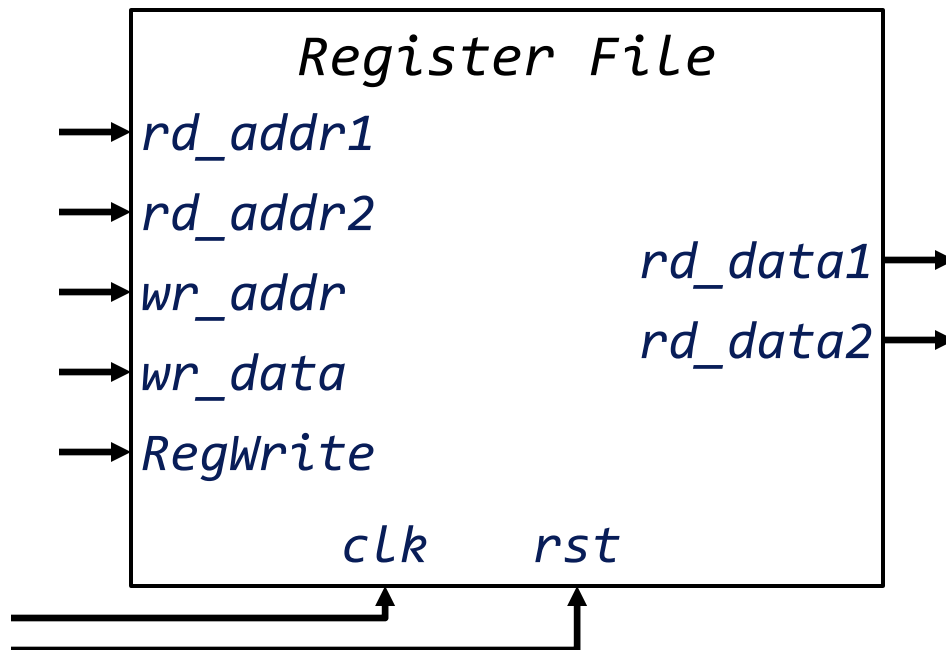 Register File
rd_addr1
rd_addr2
wr_addr
wr_data
RegWrite
rd_data1
rd_data2
clk rst